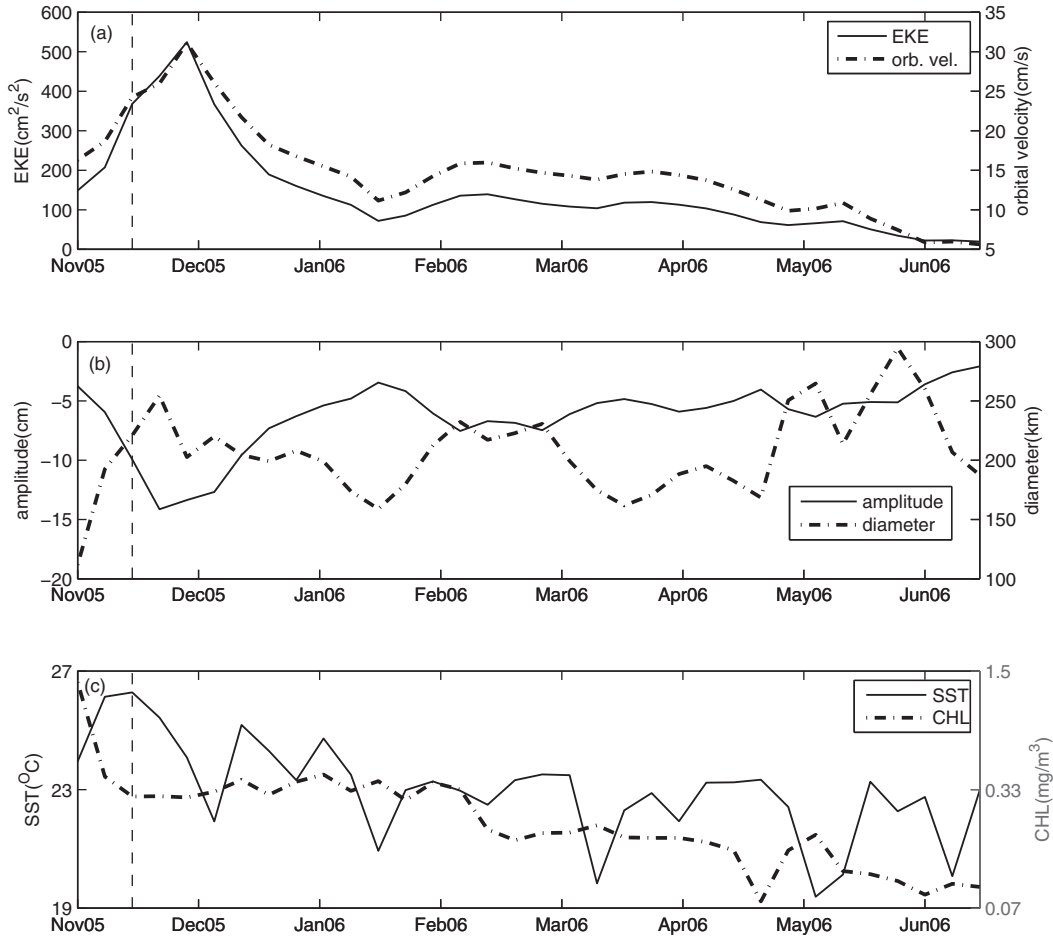 (a)
EKE
orb. vel.
600
500
400
300
200
100
0
EKE(cm²/s²)
35
30
25
20
15
10
5
orbital velocity(cm/s)
Nov05 Dec05 Jan06 Feb06 Mar06 Apr06 May06 Jun06
(b)
amplitude
diameter
0
−5
−10
−15
−20
amplitude(cm)
300
250
200
150
100
diameter(km)
Nov05 Dec05 Jan06 Feb06 Mar06 Apr06 May06 Jun06
(c)
SST
CHL
27
23
19
SST(°C)
1.5
0.33
0.07
CHL(mg/m³)
Nov05 Dec05 Jan06 Feb06 Mar06 Apr06 May06 Jun06